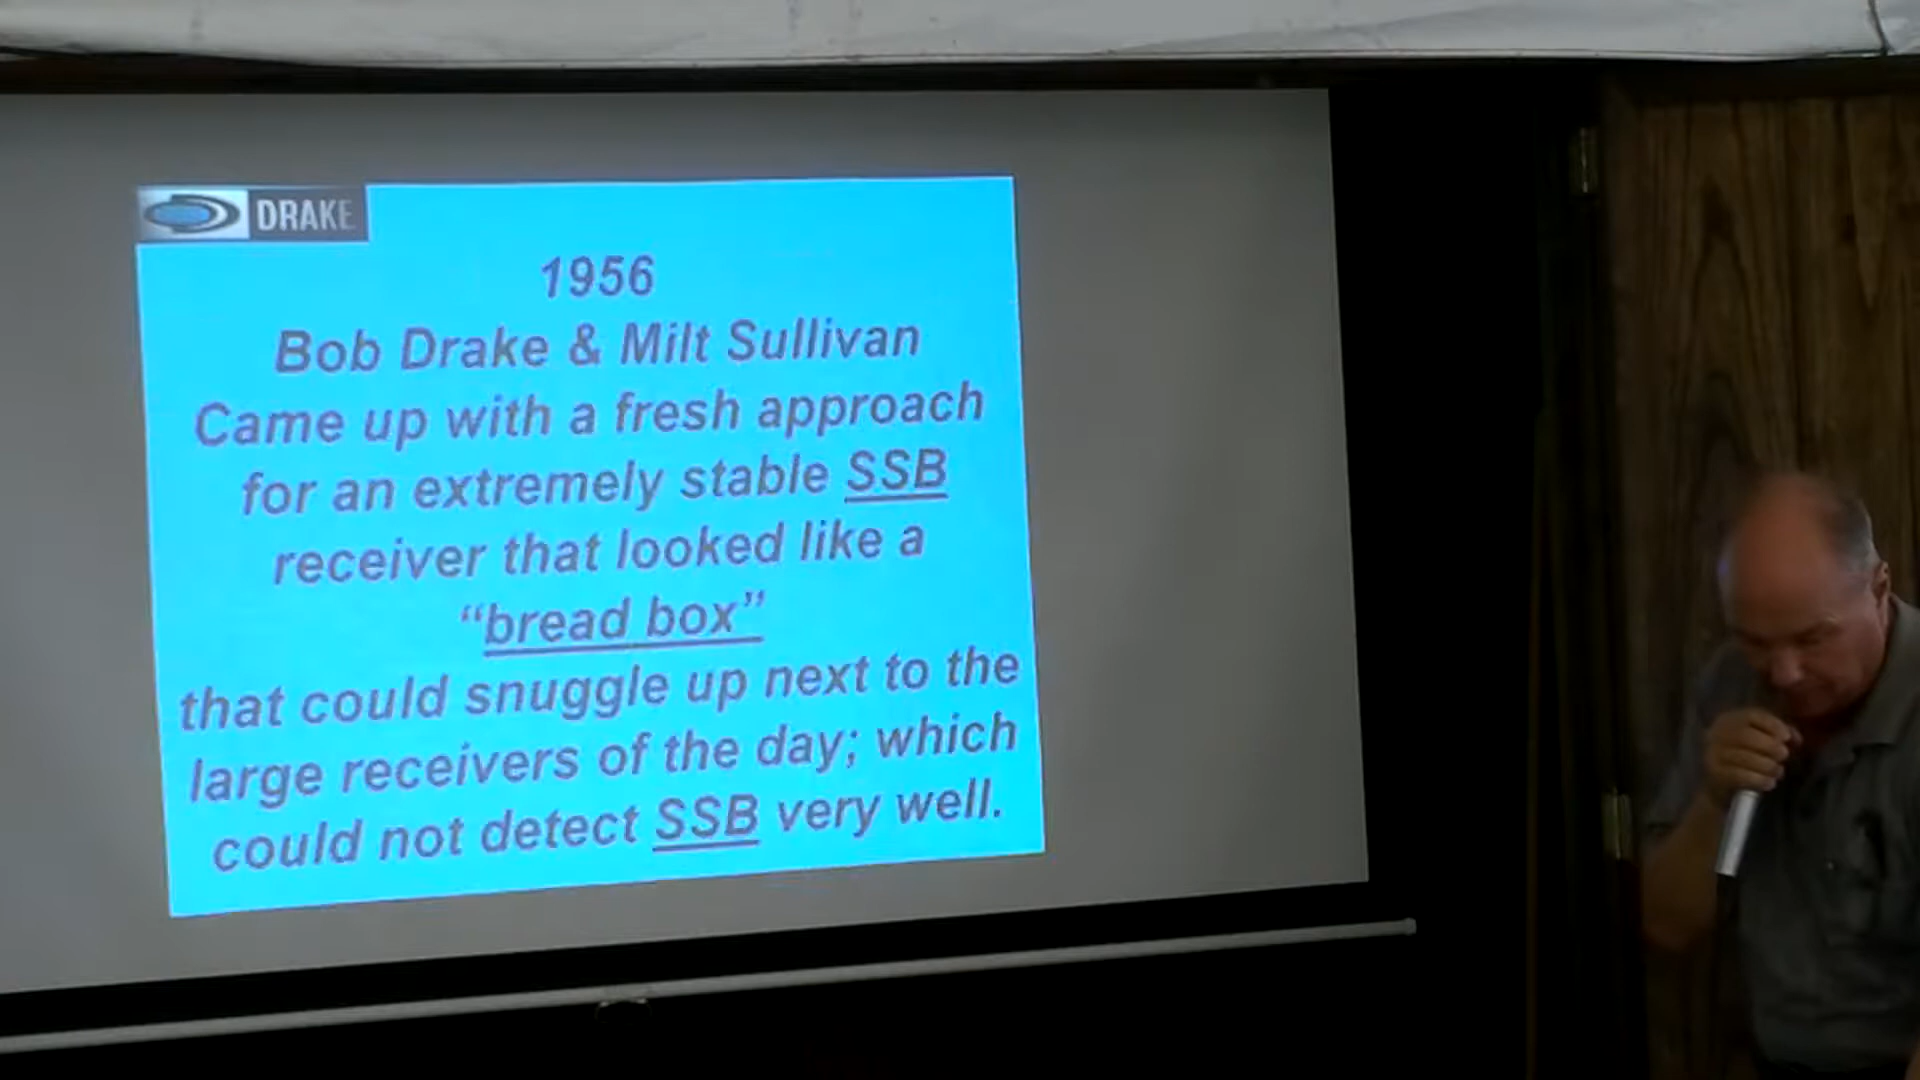 DRAKE
1956
Bob Drake & Milt Sullivan
Came up with a fresh approach
for an extremely stable SSB
receiver that looked like a
“bread box”
that could snuggle up next to the
large receivers of the day; which
could not detect SSB very well.